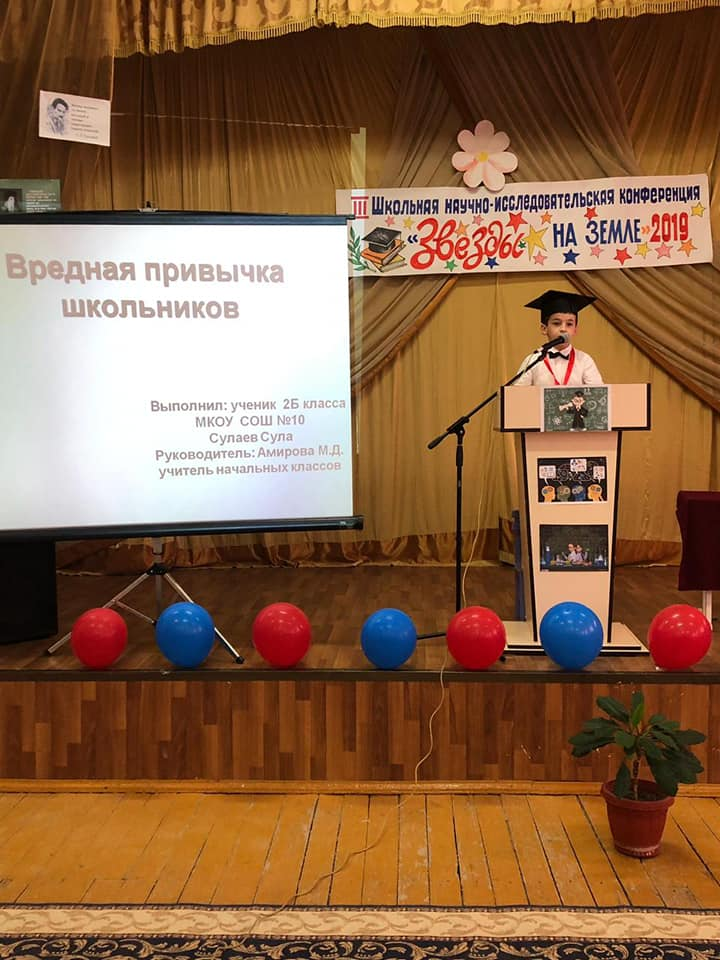 III Школьная научно-исследовательская конференция
«Звезды НА ЗЕМЛЕ» 2019
Вредная привычка
школьников
Выполнил: ученик 2Б класса
МКОУ СОШ №10
Сулаев Сула
Руководитель: Амирова М.Д.
учитель начальных классов